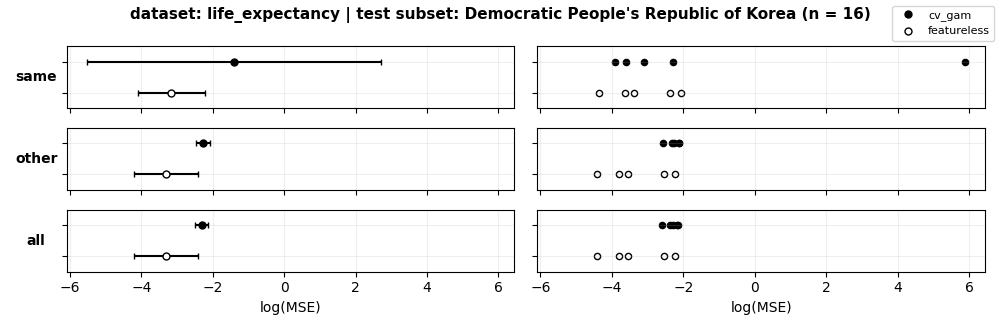 dataset: life_expectancy | test subset: Democratic People's Republic of Korea (n = 16)
cv_gam
featureless
same
other
all
−6 −4 −2 0 2 4 6
−6 −4 −2 0 2 4 6
log(MSE)
log(MSE)